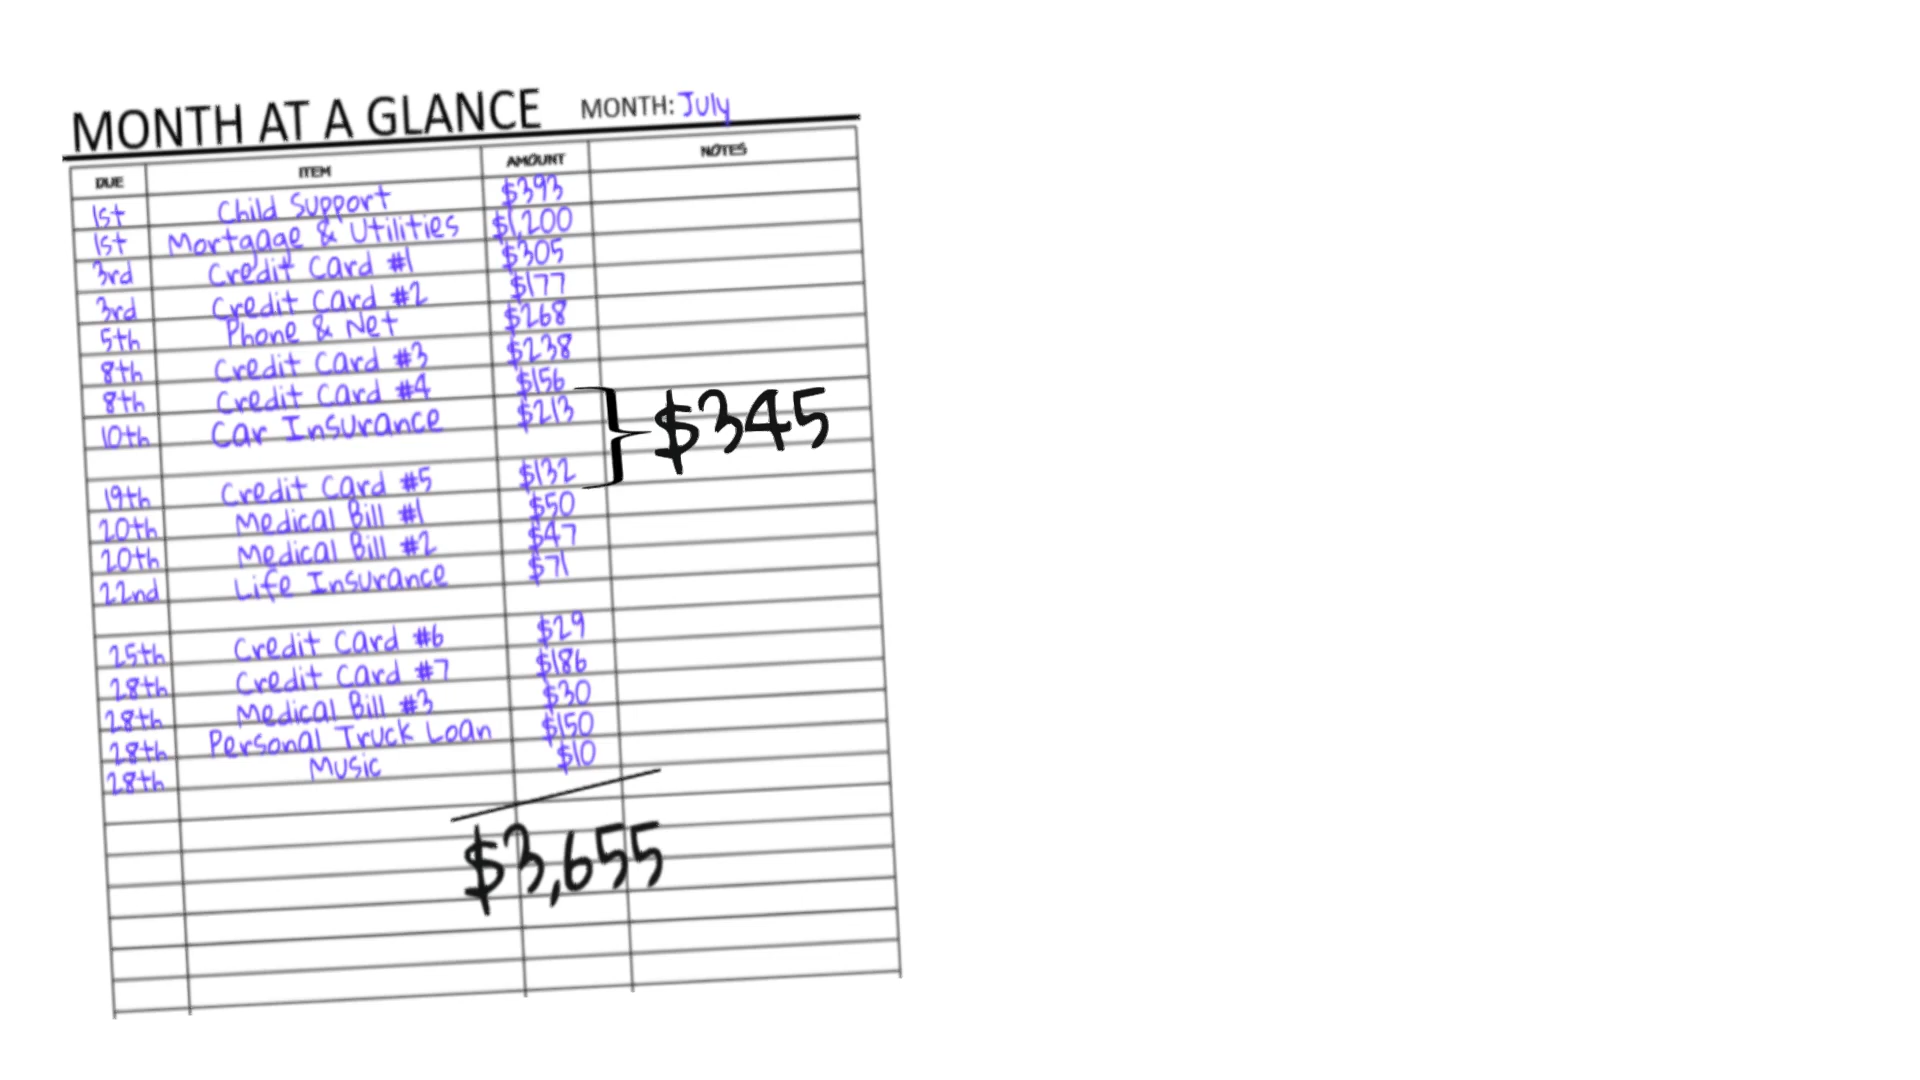 MONTH AT A GLANCE MONTH: July
DUE ITEM AMOUNT NOTES
1st Child Support $393
1st Mortgage & Utilities $1,200
3rd Credit Card #1 $305
3rd Credit Card #2 $177
5th Phone & Net $268
8th Credit Card #3 $238
8th Credit Card #4 $156
10th Car Insurance $213
$345
19th Credit Card #5 $132
20th Medical Bill #1 $50
20th Medical Bill #2 $47
22nd Life Insurance $71
25th Credit Card #6 $29
28th Credit Card #7 $186
28th Medical Bill #3 $30
28th Personal Truck Loan $150
28th Music $10
$3,655